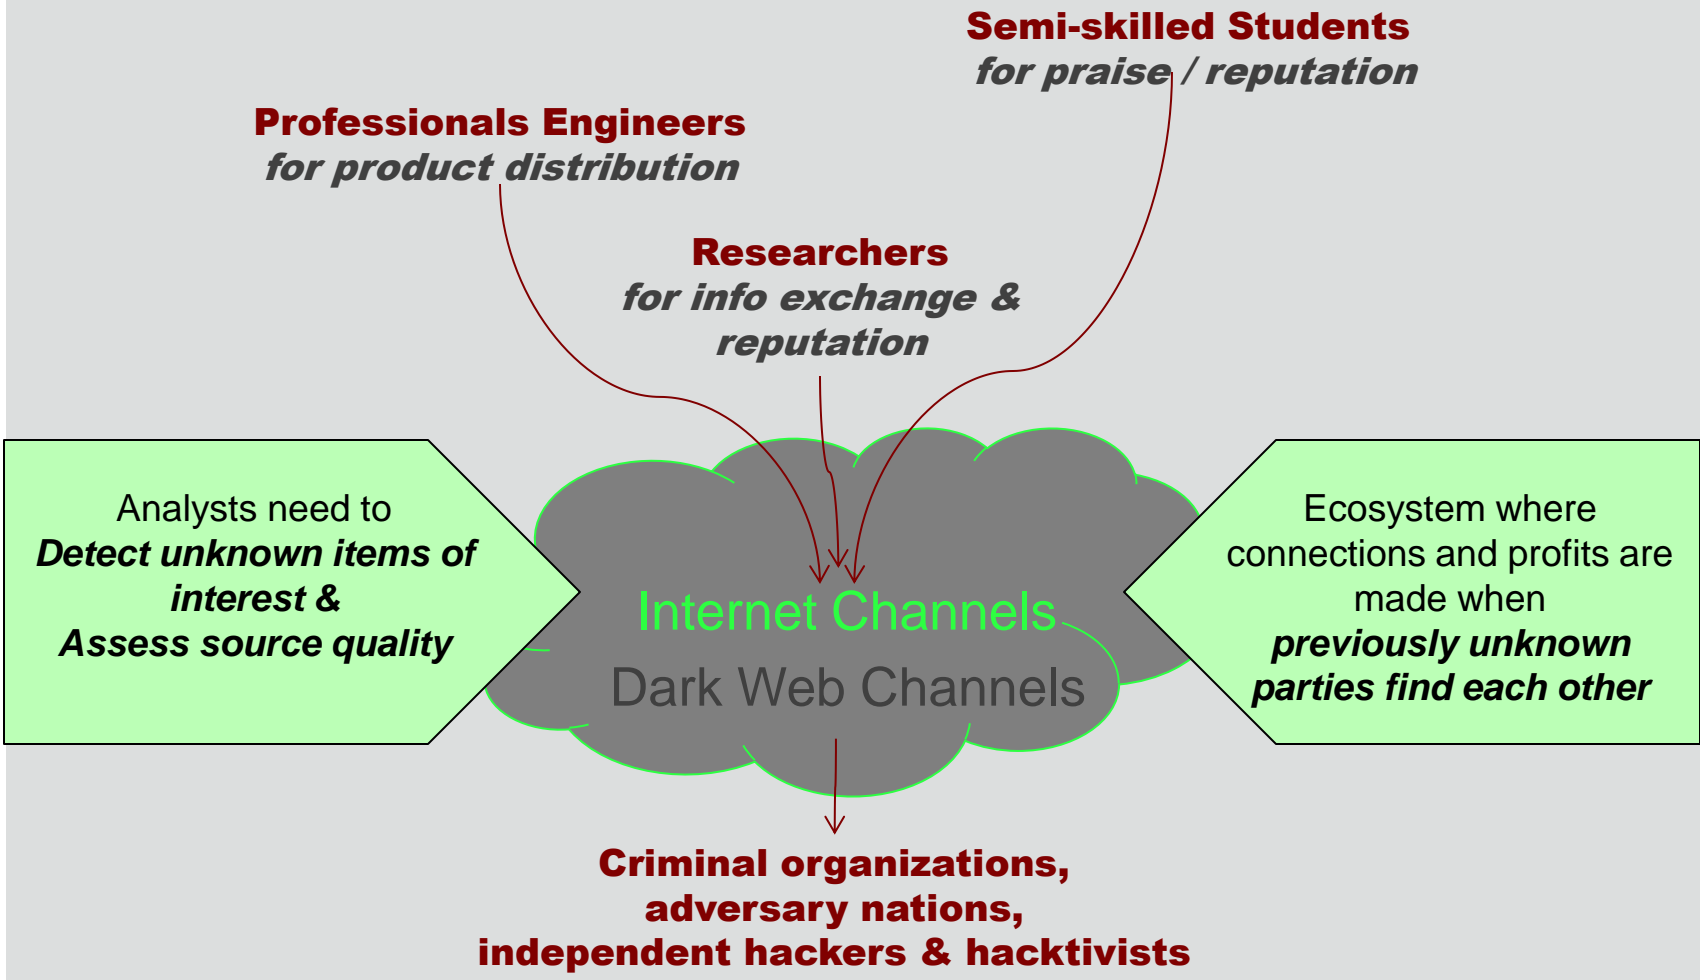 Semi-skilled Students
for praise / reputation
Professionals Engineers
for product distribution
Researchers
for info exchange &
reputation
Analysts need to
Detect unknown items of
interest &
Assess source quality
Internet Channels
Dark Web Channels
Ecosystem where
connections and profits are
made when
previously unknown
parties find each other
Criminal organizations,
adversary nations,
independent hackers & hacktivists